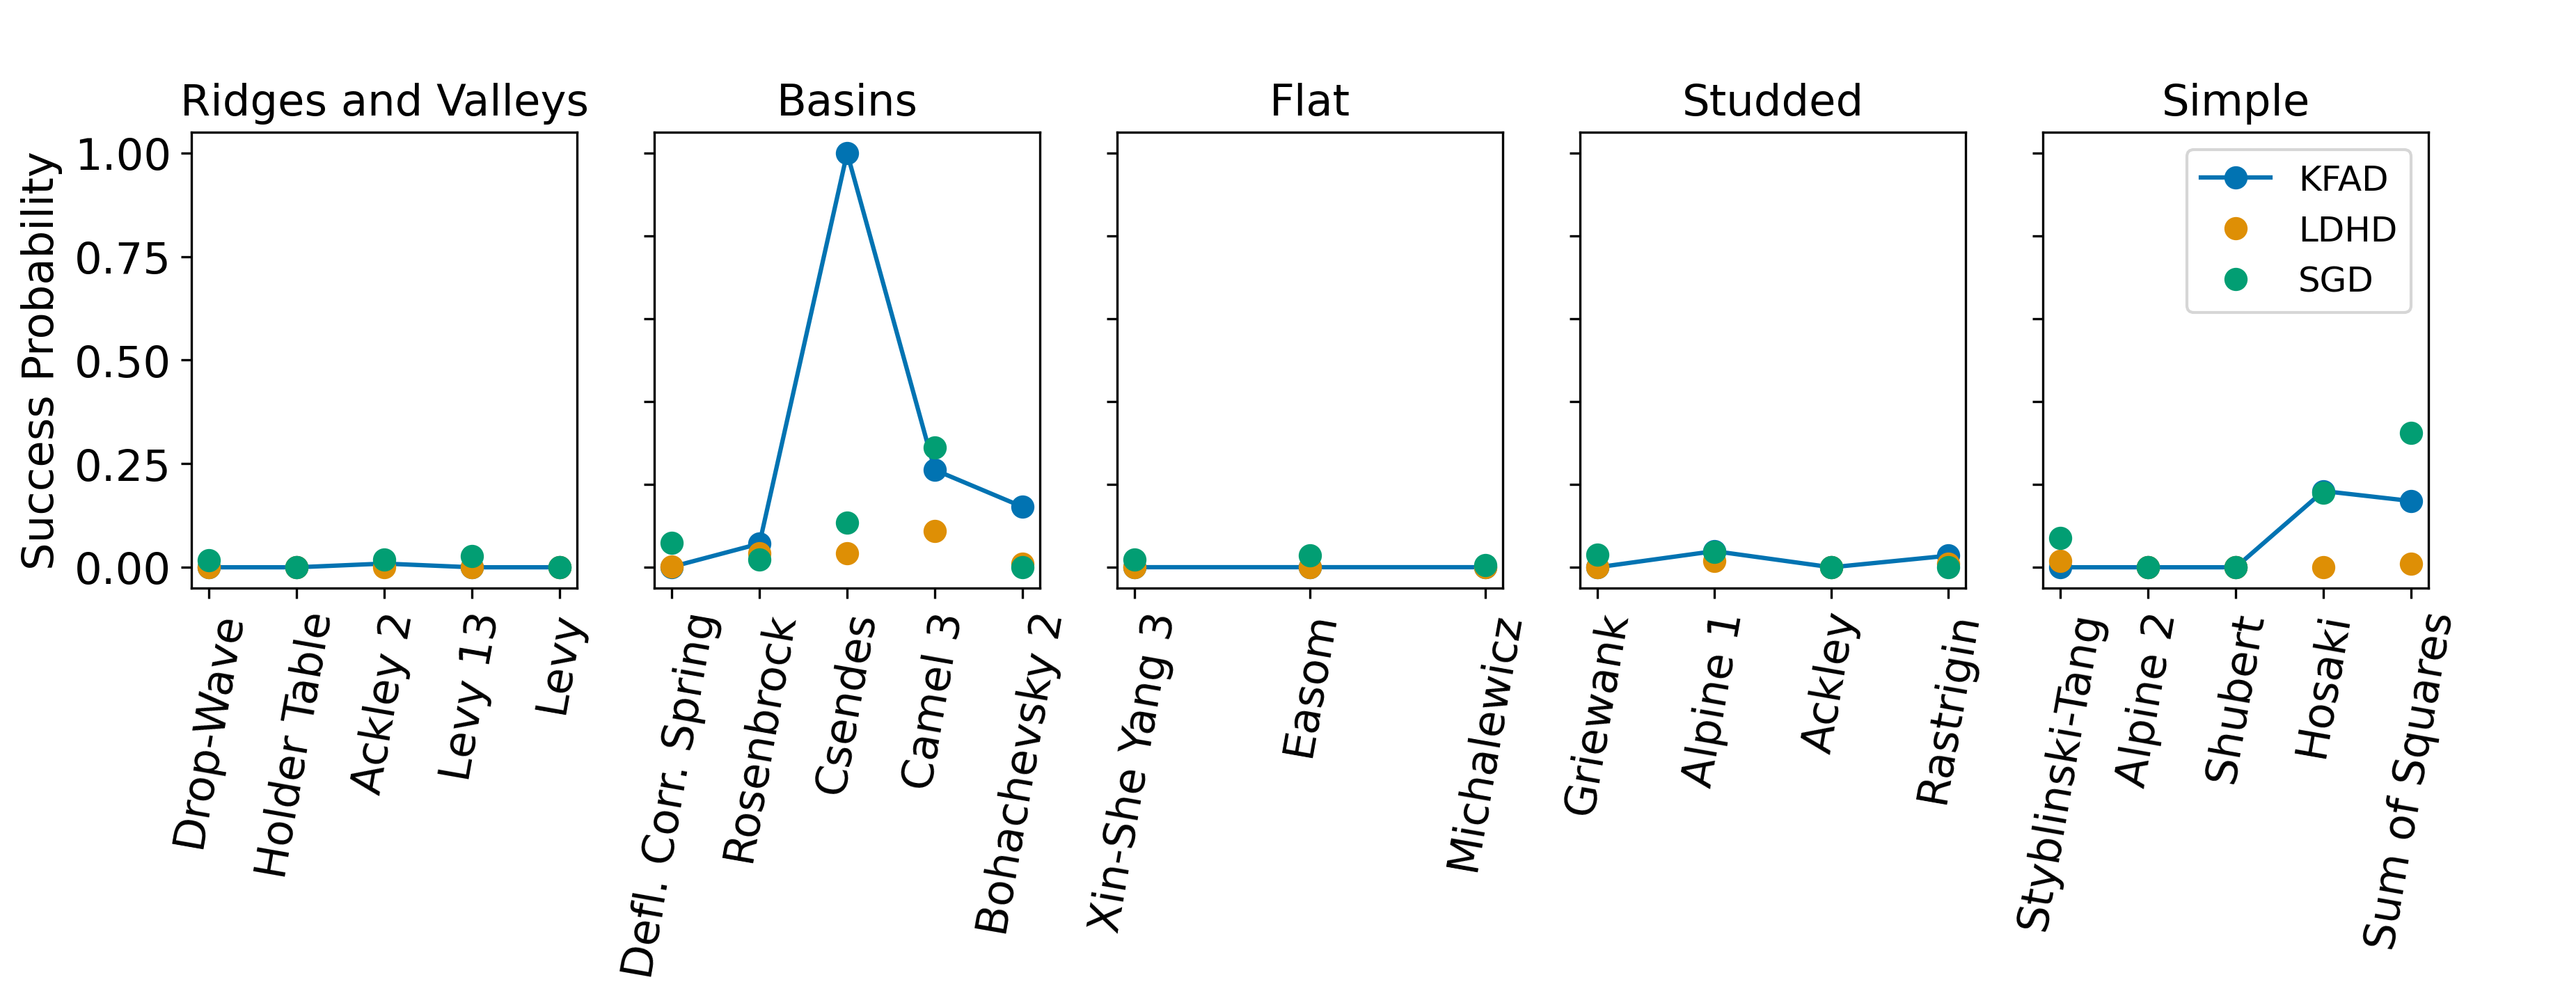 Ridges and Valleys
Basins
Flat
Studded
Simple
Success Probability
1.00
0.75
0.50
0.25
0.00
KFAD
LDHD
SGD
Drop-Wave
Holder Table
Ackley 2
Levy 13
Levy
Defl. Corr. Spring
Rosenbrock
Csendes
Camel 3
Bohachevsky 2
Xin-She Yang 3
Easom
Michalewicz
Griewank
Alpine 1
Ackley
Rastrigin
Styblinski-Tang
Alpine 2
Shubert
Hosaki
Sum of Squares